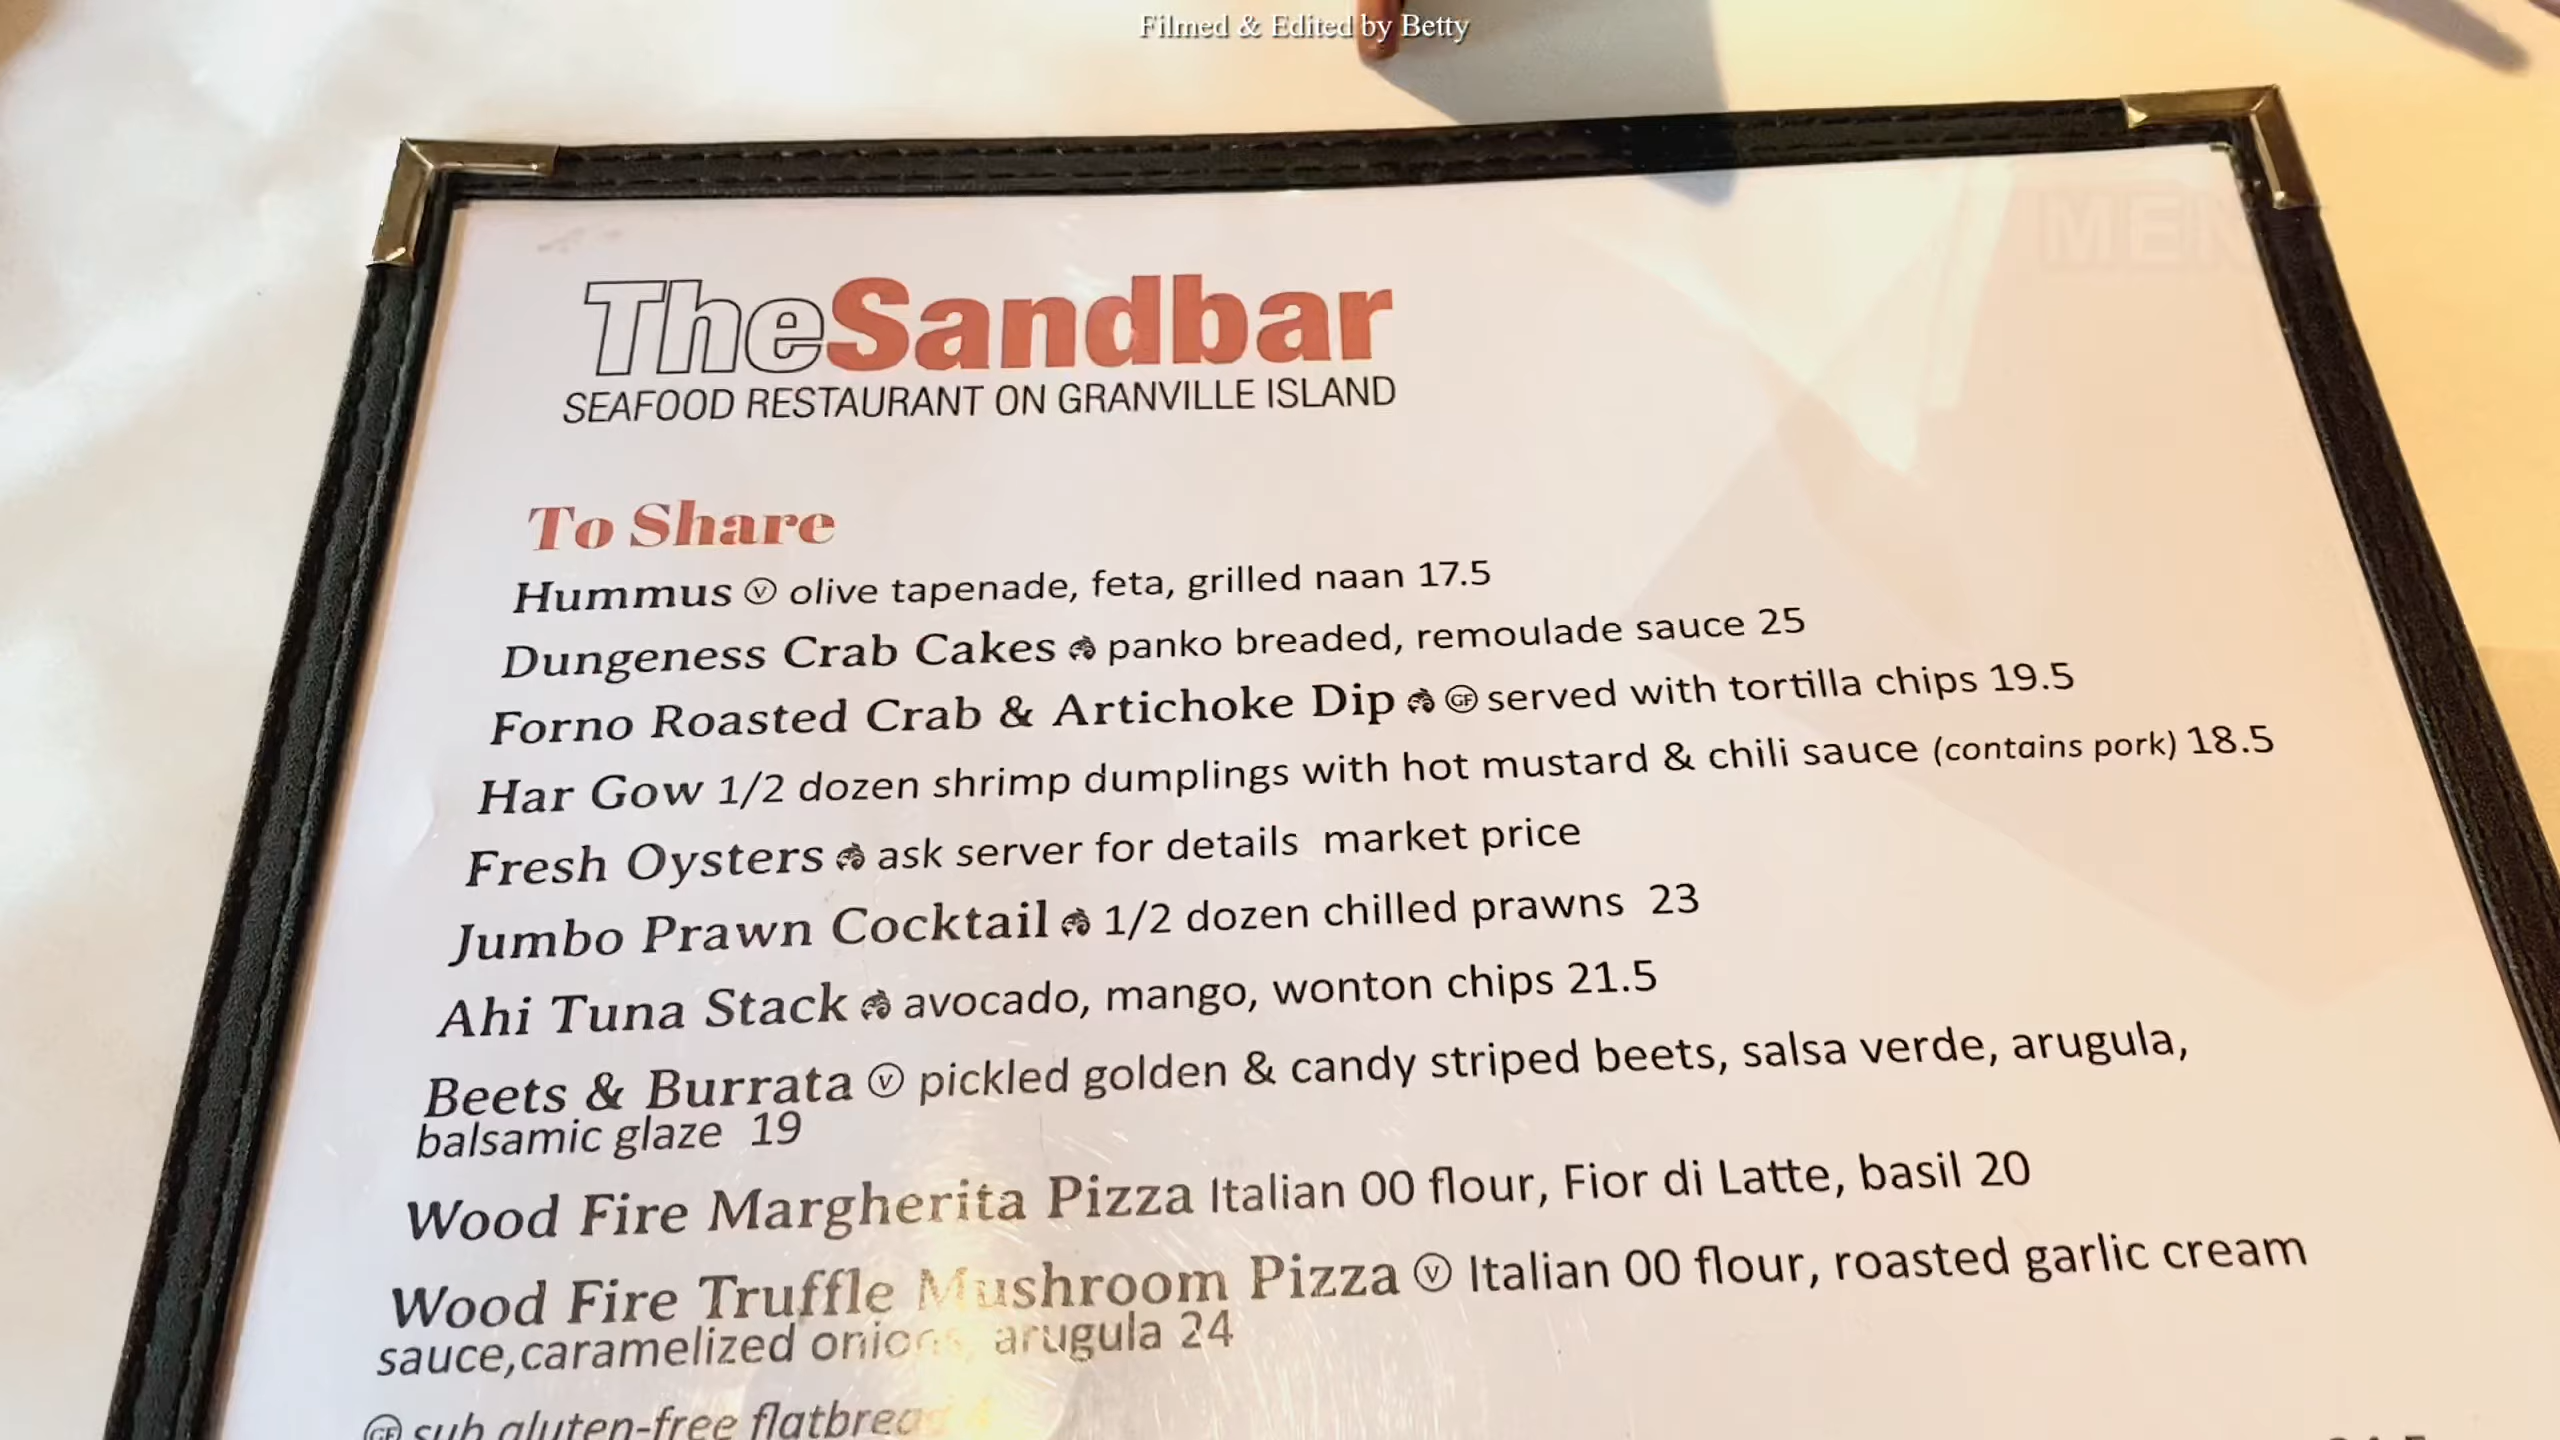 Filmed & Edited by Betty
MEN
TheSandbar
SEAFOOD RESTAURANT ON GRANVILLE ISLAND
To Share
Hummus Ⓥ olive tapenade, feta, grilled naan 17.5
Dungeness Crab Cakes panko breaded, remoulade sauce 25
Forno Roasted Crab & Artichoke Dip GF served with tortilla chips 19.5
Har Gow 1/2 dozen shrimp dumplings with hot mustard & chili sauce (contains pork) 18.5
Fresh Oysters ask server for details market price
Jumbo Prawn Cocktail 1/2 dozen chilled prawns 23
Ahi Tuna Stack avocado, mango, wonton chips 21.5
Beets & Burrata Ⓥ pickled golden & candy striped beets, salsa verde, arugula,
balsamic glaze 19
Wood Fire Margherita Pizza Italian 00 flour, Fior di Latte, basil 20
Wood Fire Truffle Mushroom Pizza Ⓥ Italian 00 flour, roasted garlic cream
sauce,caramelized onions, arugula 24
GF sub gluten-free flatbread 4